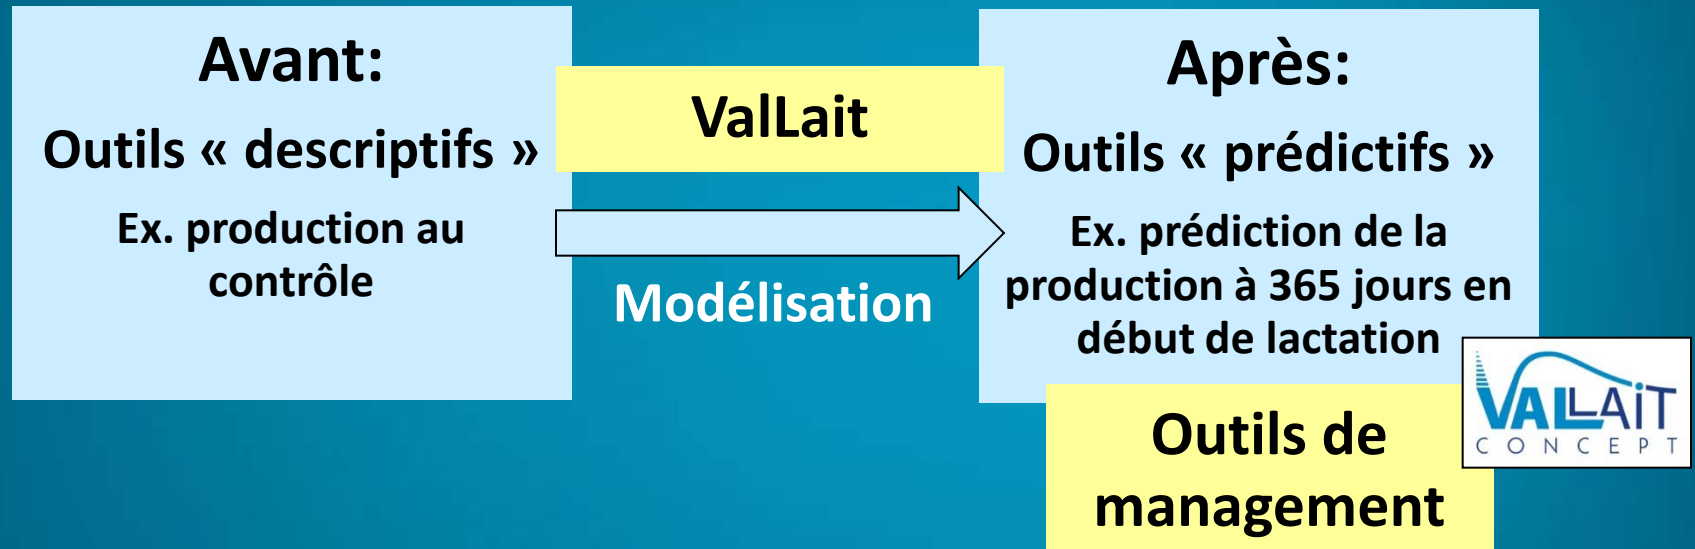 Avant:
Outils « descriptifs »
Ex. production au
contrôle
ValLait
Modélisation
Après:
Outils « prédictifs »
Ex. prédiction de la
production à 365 jours en
début de lactation
Outils de
management
VALLAiT
CONCEPT